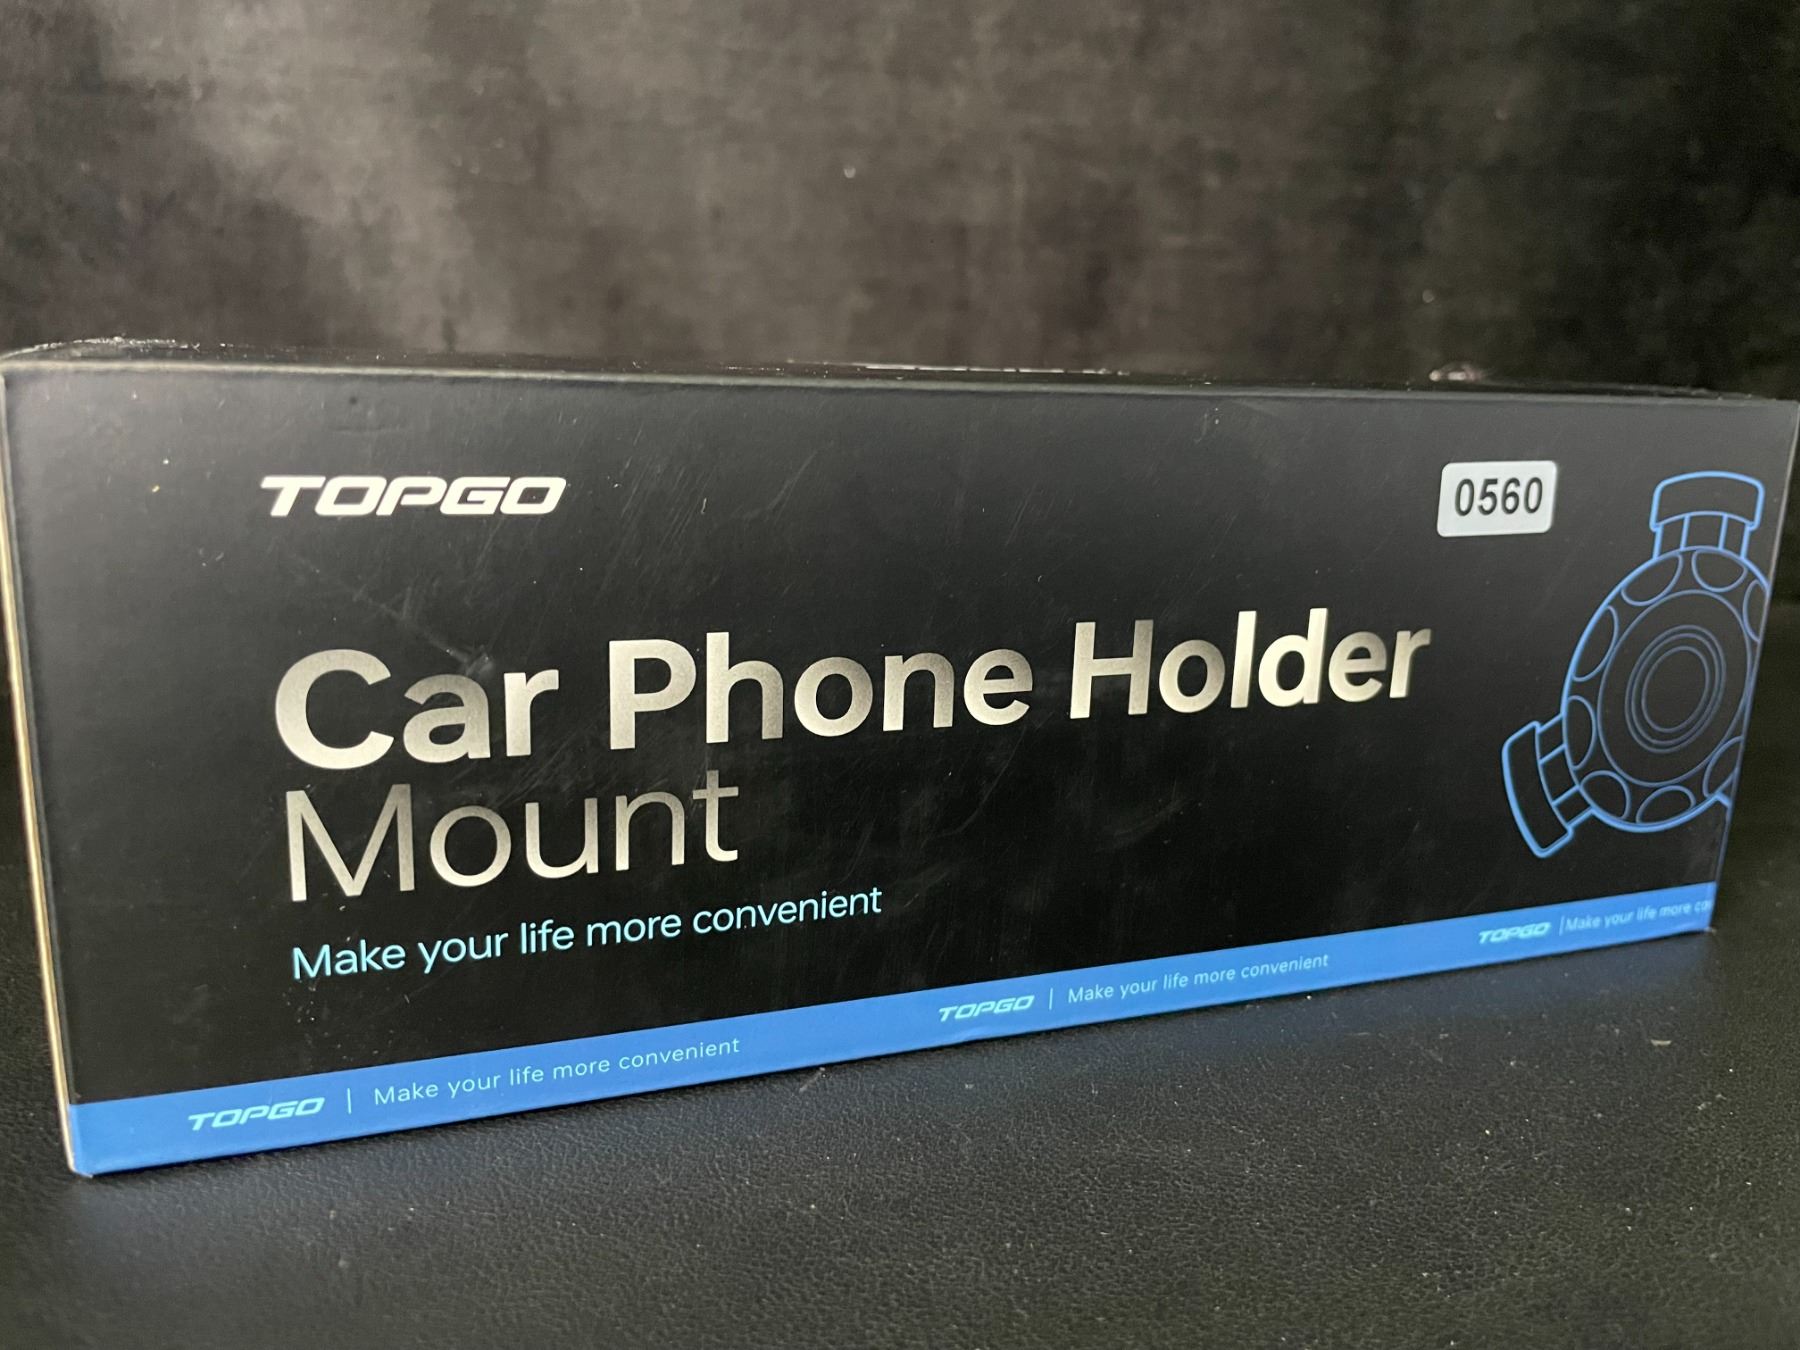 TOPGO
0560
Car Phone Holder
Mount
Make your life more convenient
TOPGO | Make your life more convenient
TOPGO | Make your life more convenient
TOPGO | Make your life more